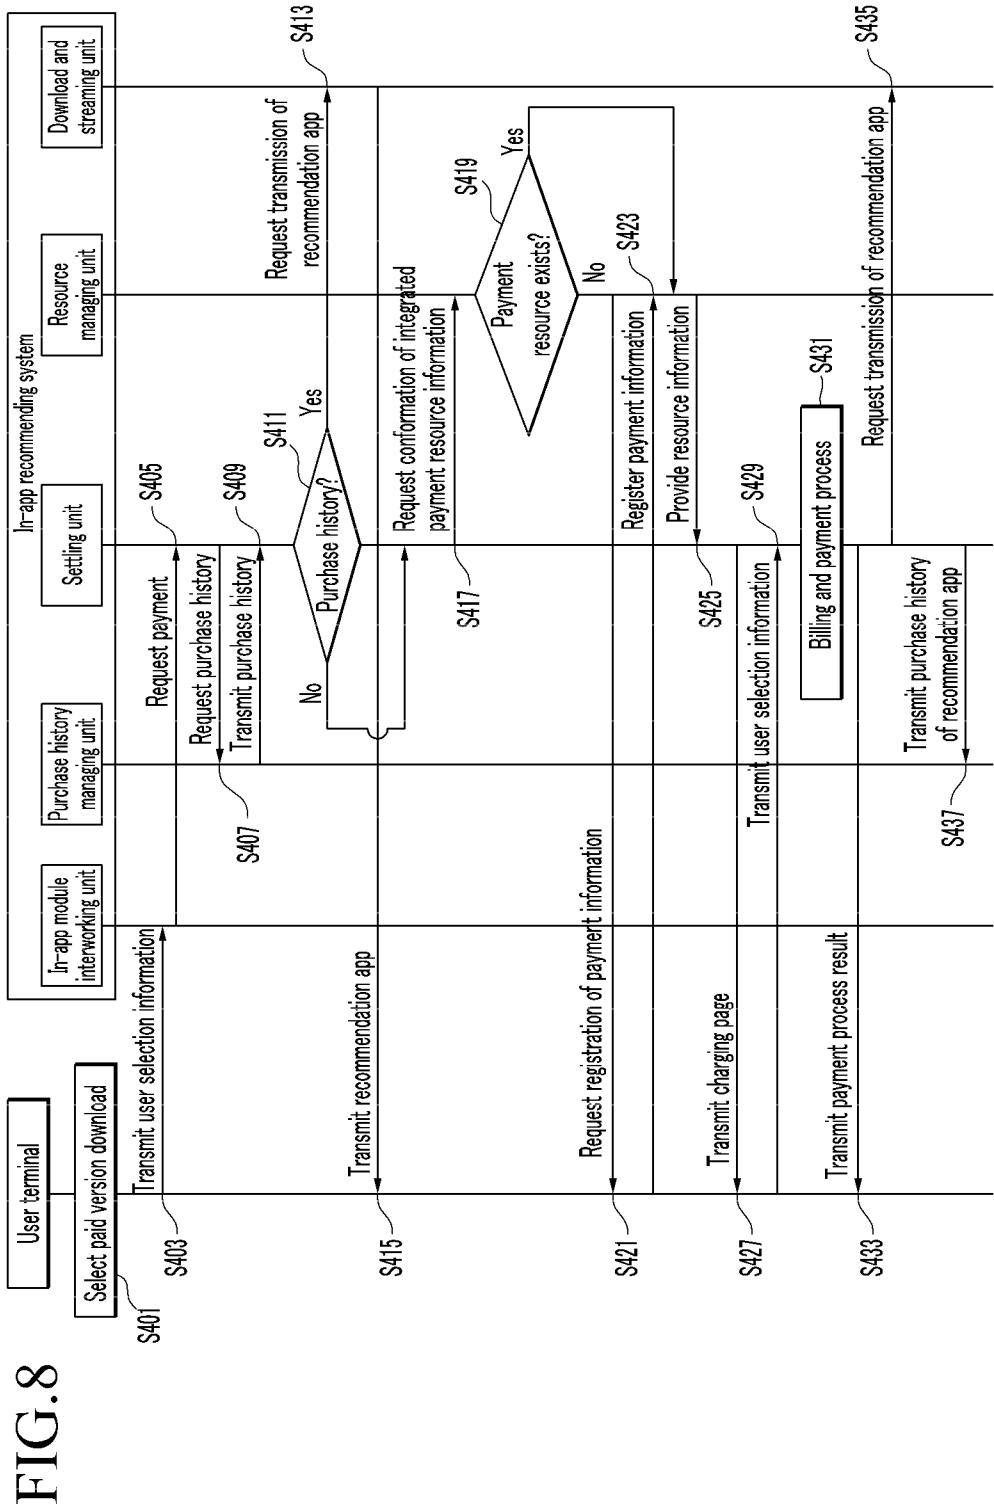 FIG.8
User terminal
In-app recommending system
In-app module
interworking unit
Purchase history
managing unit
Settling unit
Resource
managing unit
Download and
streaming unit
Select paid version download
S401
Transmit user selection information
S403
Request payment
S405
Request purchase history
S407
Transmit purchase history
S409
Purchase history?
S411
Yes
No
Request transmission of
recommendation app
S413
Transmit recommendation app
S415
Request conformation of integrated
payment resource information
S417
Payment
resource exists?
S419
Yes
No
Request registration of payment information
S421
Register payment information
S423
Provide resource information
S425
Transmit charging page
S427
Transmit user selection information
S429
Billing and payment process
S431
Transmit payment process result
S433
Request transmission of recommendation app
S435
Transmit purchase history
of recomendation app
S437